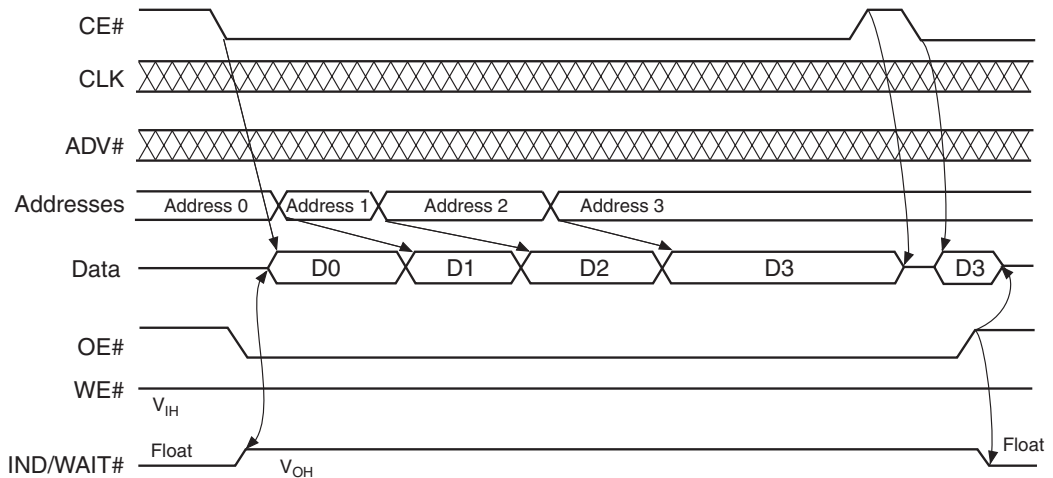 CE#
CLK
ADV#
Addresses Address 0 Address 1 Address 2 Address 3
Data D0 D1 D2 D3 D3
OE#
WE#
VIH
IND/WAIT# Float VOH Float